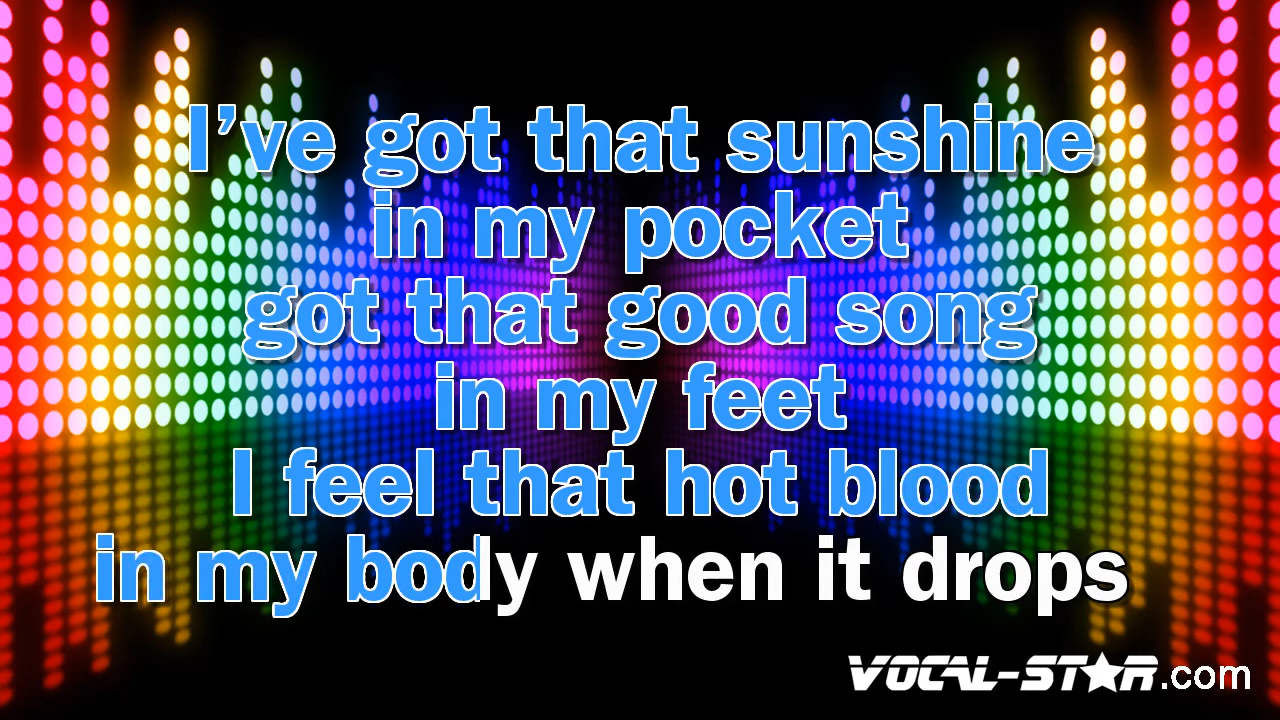 I’ve got that sunshine
in my pocket
got that good song
in my feet
I feel that hot blood
in my body when it drops
VOCAL-STAR.com